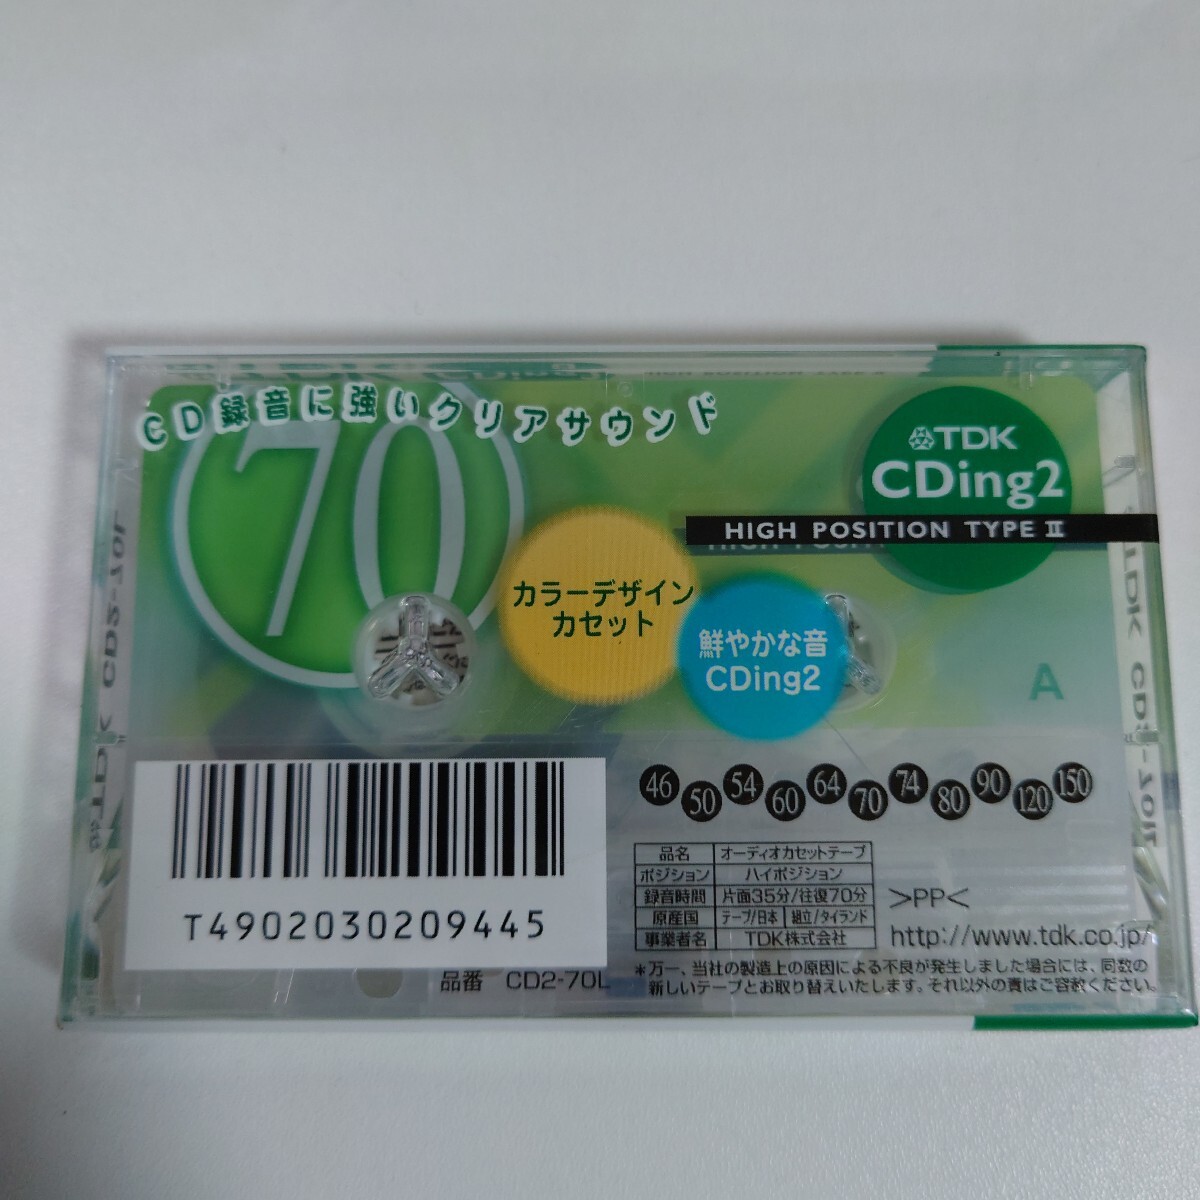 CD録音に強いクリアサウンド
70
TDK
CDing2
HIGH POSITION TYPE II
カラーデザイン
カセット
鮮やかな音
CDing2
A
46 50 54 60 64 70 74 80 90 120 150
品名 オーディオカセットテープ
ポジション ハイポジション
録音時間 片面35分/往復70分
原産国 テープ/日本 組立/タイランド
事業者名 TDK株式会社
>PP<
http://www.tdk.co.jp/
*万一、当社の製造上の原因による不良が発生しました場合には、同数の
新しいテープとお取り替えいたします。それ以外の責はご容赦ください。
T4902030209445
品番 CD2-70L
TDK CD2-70L